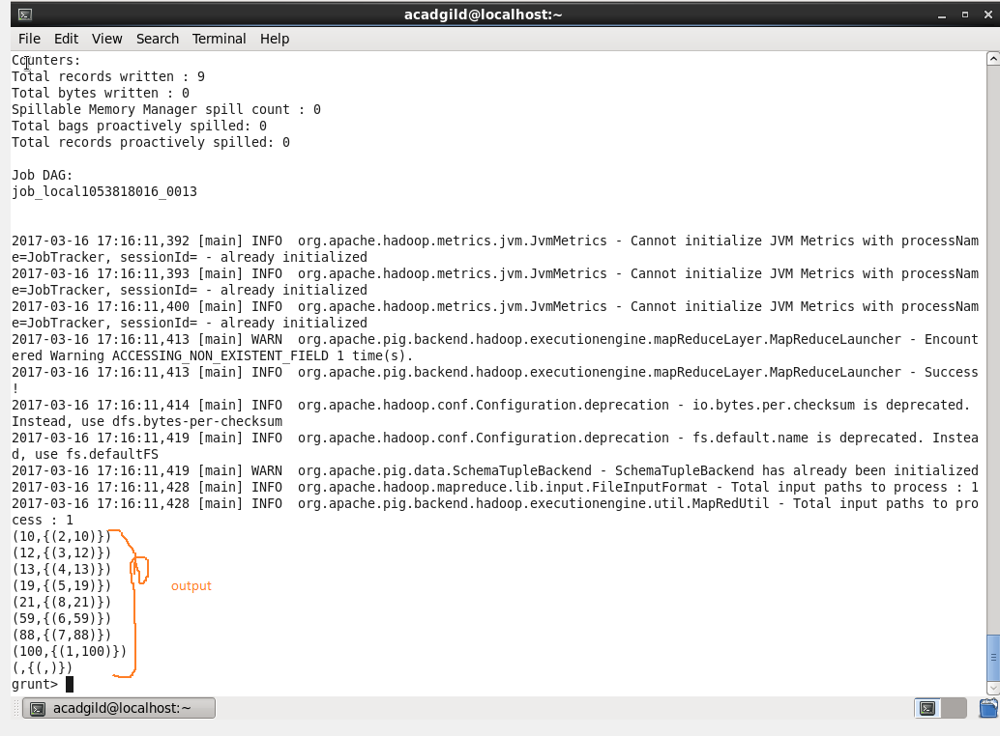 acadgild@localhost:~
File Edit View Search Terminal Help
Counters:
Total records written : 9
Total bytes written : 0
Spillable Memory Manager spill count : 0
Total bags proactively spilled: 0
Total records proactively spilled: 0
Job DAG:
job_local1053818016_0013
2017-03-16 17:16:11,392 [main] INFO  org.apache.hadoop.metrics.jvm.JvmMetrics - Cannot initialize JVM Metrics with processNam
e=JobTracker, sessionId= - already initialized
2017-03-16 17:16:11,393 [main] INFO  org.apache.hadoop.metrics.jvm.JvmMetrics - Cannot initialize JVM Metrics with processNam
e=JobTracker, sessionId= - already initialized
2017-03-16 17:16:11,400 [main] INFO  org.apache.hadoop.metrics.jvm.JvmMetrics - Cannot initialize JVM Metrics with processNam
e=JobTracker, sessionId= - already initialized
2017-03-16 17:16:11,413 [main] WARN  org.apache.pig.backend.hadoop.executionengine.mapReduceLayer.MapReduceLauncher - Encount
ered Warning ACCESSING_NON_EXISTENT_FIELD 1 time(s).
2017-03-16 17:16:11,413 [main] INFO  org.apache.pig.backend.hadoop.executionengine.mapReduceLayer.MapReduceLauncher - Success
!
2017-03-16 17:16:11,414 [main] INFO  org.apache.hadoop.conf.Configuration.deprecation - io.bytes.per.checksum is deprecated.
Instead, use dfs.bytes-per-checksum
2017-03-16 17:16:11,419 [main] INFO  org.apache.hadoop.conf.Configuration.deprecation - fs.default.name is deprecated. Instea
d, use fs.defaultFS
2017-03-16 17:16:11,419 [main] WARN  org.apache.pig.data.SchemaTupleBackend - SchemaTupleBackend has already been initialized
2017-03-16 17:16:11,428 [main] INFO  org.apache.hadoop.mapreduce.lib.input.FileInputFormat - Total input paths to process : 1
2017-03-16 17:16:11,428 [main] INFO  org.apache.pig.backend.hadoop.executionengine.util.MapRedUtil - Total input paths to pro
cess : 1
(10,{(2,10)})
(12,{(3,12)})
(13,{(4,13)})
(19,{(5,19)}) output
(21,{(8,21)})
(59,{(6,59)})
(88,{(7,88)})
(100,{(1,100)})
(,{(,)})
grunt>
acadgild@localhost:~